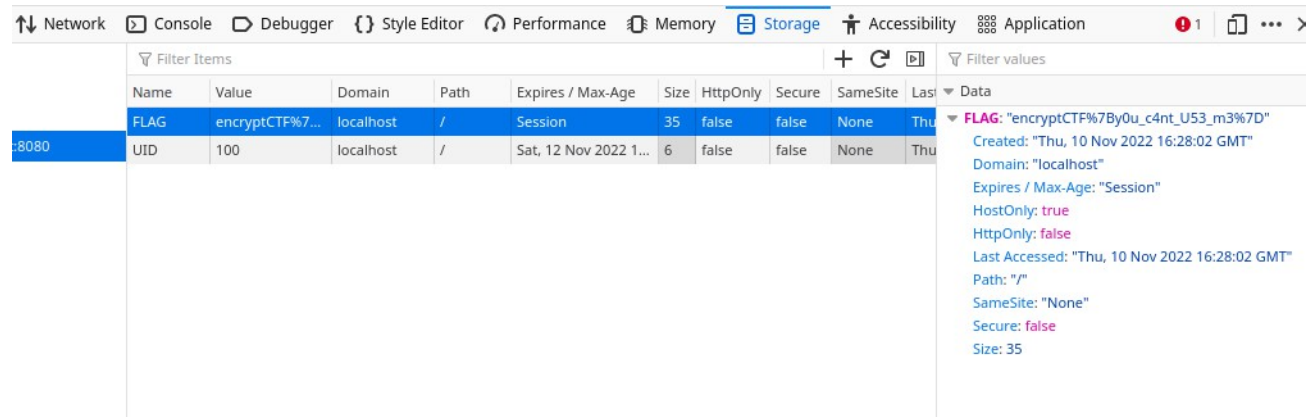 Network Console Debugger Style Editor Performance Memory Storage Accessibility Application 1
Filter Items
Filter values
Name Value Domain Path Expires / Max-Age Size HttpOnly Secure SameSite Las
Data
FLAG encryptCTF%7... localhost / Session 35 false false None Thu
FLAG: "encryptCTF%7By0u_c4nt_U53_m3%7D"
:8080
UID 100 localhost / Sat, 12 Nov 2022 1... 6 false false None Thu
Created: "Thu, 10 Nov 2022 16:28:02 GMT"
Domain: "localhost"
Expires / Max-Age: "Session"
HostOnly: true
HttpOnly: false
Last Accessed: "Thu, 10 Nov 2022 16:28:02 GMT"
Path: "/"
SameSite: "None"
Secure: false
Size: 35